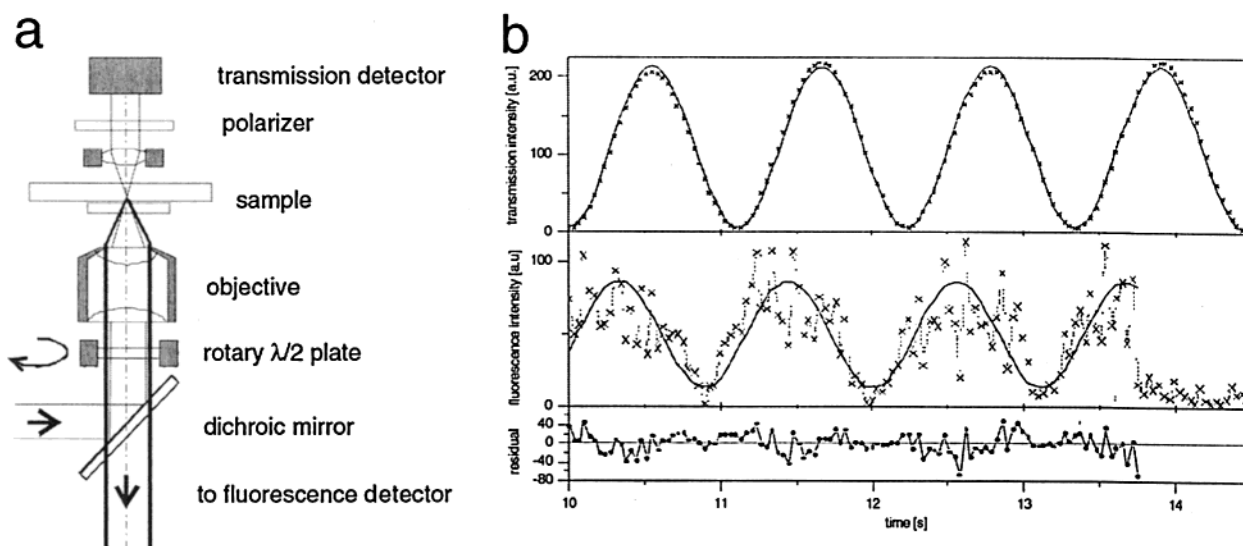 a
transmission detector
polarizer
sample
objective
rotary λ/2 plate
dichroic mirror
to fluorescence detector
b
transmission intensity [a.u.]
200
100
0
fluorescence intensity [a.u]
100
0
residual
40
0
-40
-80
10
11
12
13
14
time [s]